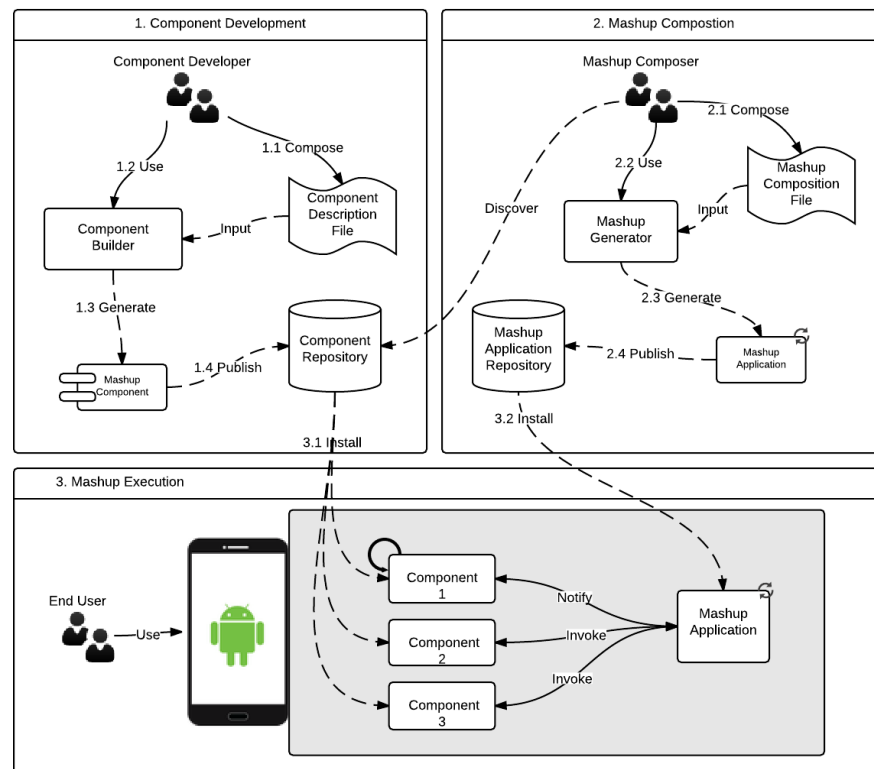 1. Component Development
Component Developer
1.1 Compose
1.2 Use
Component
Description
File
Input
Component
Builder
1.3 Generate
Mashup
Component
1.4 Publish
Component
Repository
2. Mashup Compostion
Mashup Composer
2.1 Compose
2.2 Use
Mashup
Composition
File
Input
Mashup
Generator
Discover
2.3 Generate
Mashup
Application
2.4 Publish
Mashup
Application
Repository
3.1 Install
3.2 Install
3. Mashup Execution
End User
Use
Component
1
Component
2
Component
3
Notify
Invoke
Invoke
Mashup
Application